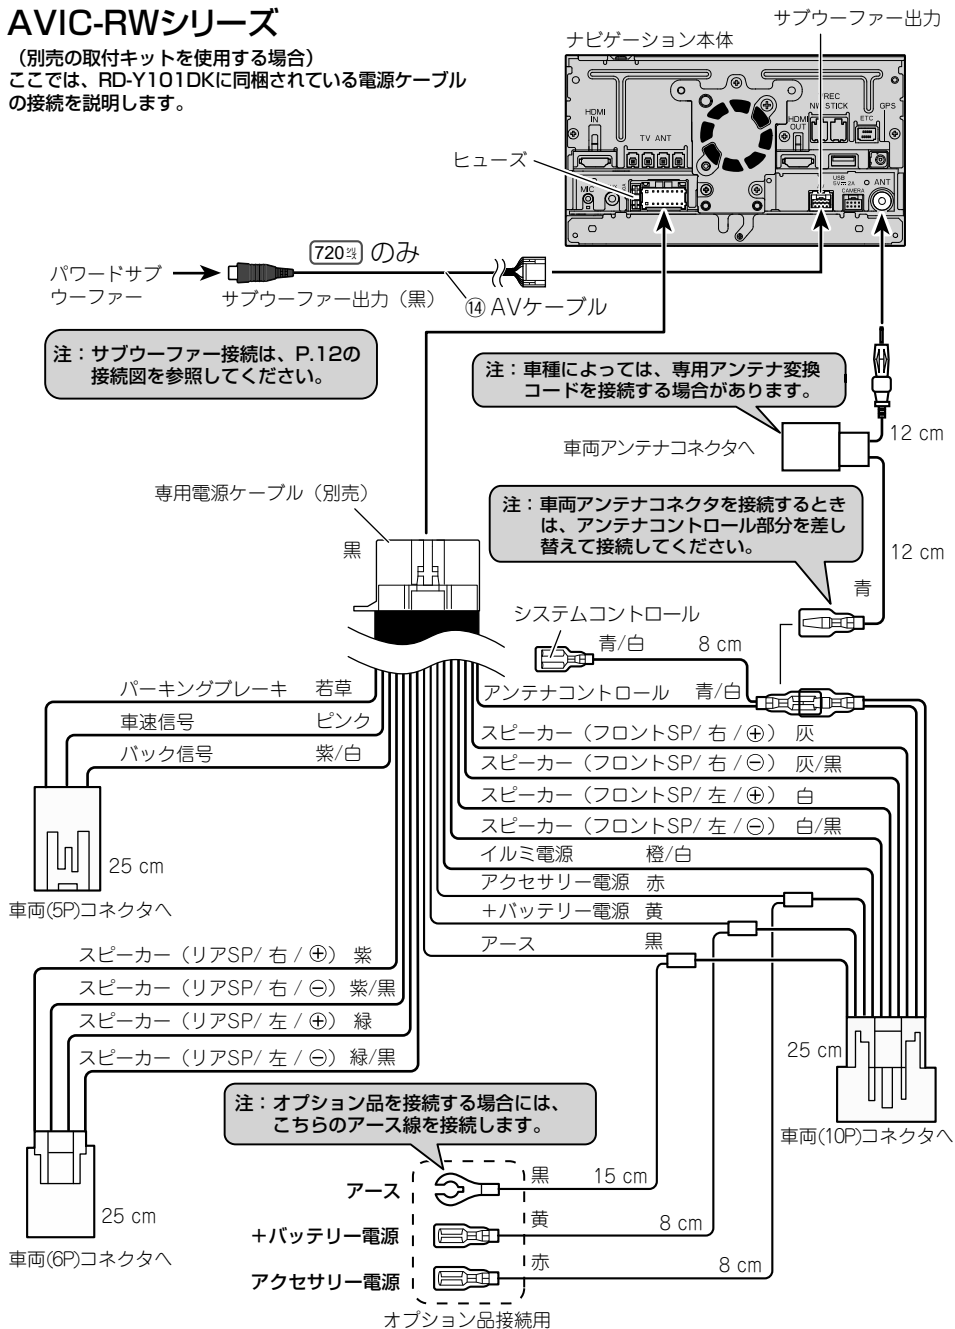 AVIC-RWシリーズ
（別売の取付キットを使用する場合）
ここでは、RD-Y101DKに同梱されている電源ケーブル
の接続を説明します。
サブウーファー出力
ナビゲーション本体
REC
NW STICK
GPS
HDMI
IN
HDMI
OUT
ETC
TV ANT
ヒューズ
MIC
USB
5V⎓2A
CAMERA
ANT
720シリーズ のみ
パワードサブ
ウーファー
サブウーファー出力（黒）
⑭ AVケーブル
注：サブウーファー接続は、P.12の
接続図を参照してください。
注：車種によっては、専用アンテナ変換
コードを接続する場合があります。
12 cm
車両アンテナコネクタへ
専用電源ケーブル（別売）
黒
注：車両アンテナコネクタを接続するとき
は、アンテナコントロール部分を差し
替えて接続してください。
12 cm
青
システムコントロール
青/白 8 cm
パーキングブレーキ 若草
アンテナコントロール 青/白
車速信号 ピンク
スピーカー（フロントSP/ 右 /⊕） 灰
バック信号 紫/白
スピーカー（フロントSP/ 右 /⊖） 灰/黒
スピーカー（フロントSP/ 左 /⊕） 白
スピーカー（フロントSP/ 左 /⊖） 白/黒
イルミ電源 橙/白
25 cm
アクセサリー電源 赤
車両(5P)コネクタへ
＋バッテリー電源 黄
アース 黒
スピーカー（リアSP/ 右 / ⊕） 紫
スピーカー（リアSP/ 右 / ⊖） 紫/黒
スピーカー（リアSP/ 左 / ⊕） 緑
スピーカー（リアSP/ 左 / ⊖） 緑/黒
25 cm
車両(10P)コネクタへ
注：オプション品を接続する場合には、
こちらのアース線を接続します。
アース
黒 15 cm
25 cm
車両(6P)コネクタへ
＋バッテリー電源
黄 8 cm
アクセサリー電源
赤 8 cm
オプション品接続用